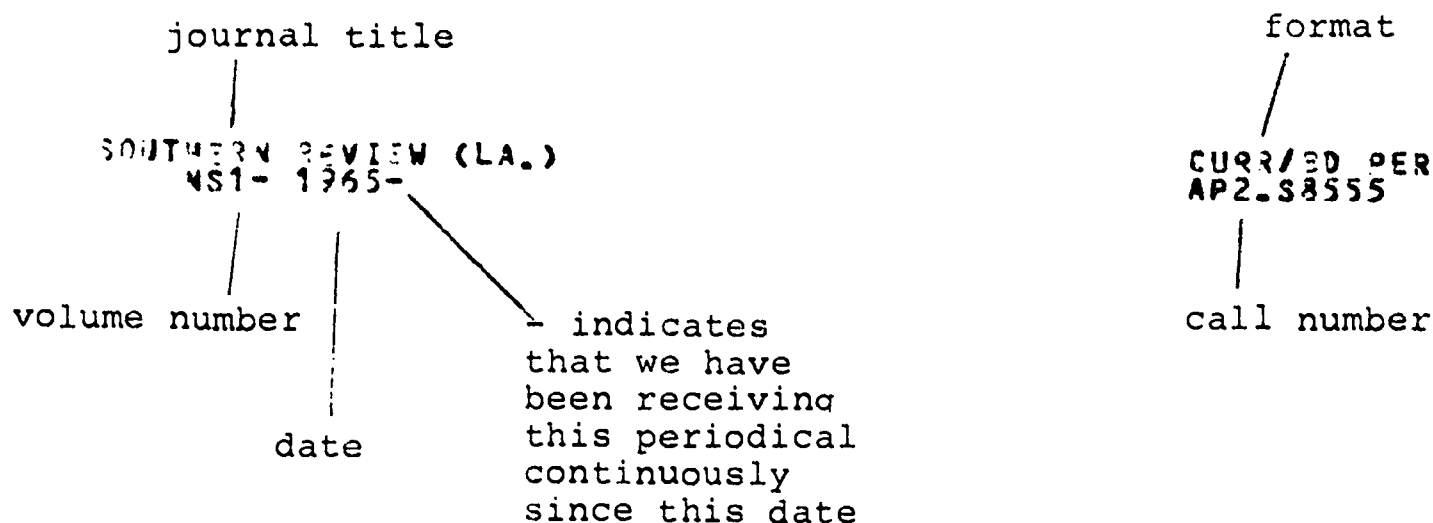 journal title
format
SOUTHERN REVIEW (LA.)
NS1- 1965-
CURR/BD PER
AP2.S8555
volume number
date
- indicates
that we have
been receiving
this periodical
continuously
since this date
call number